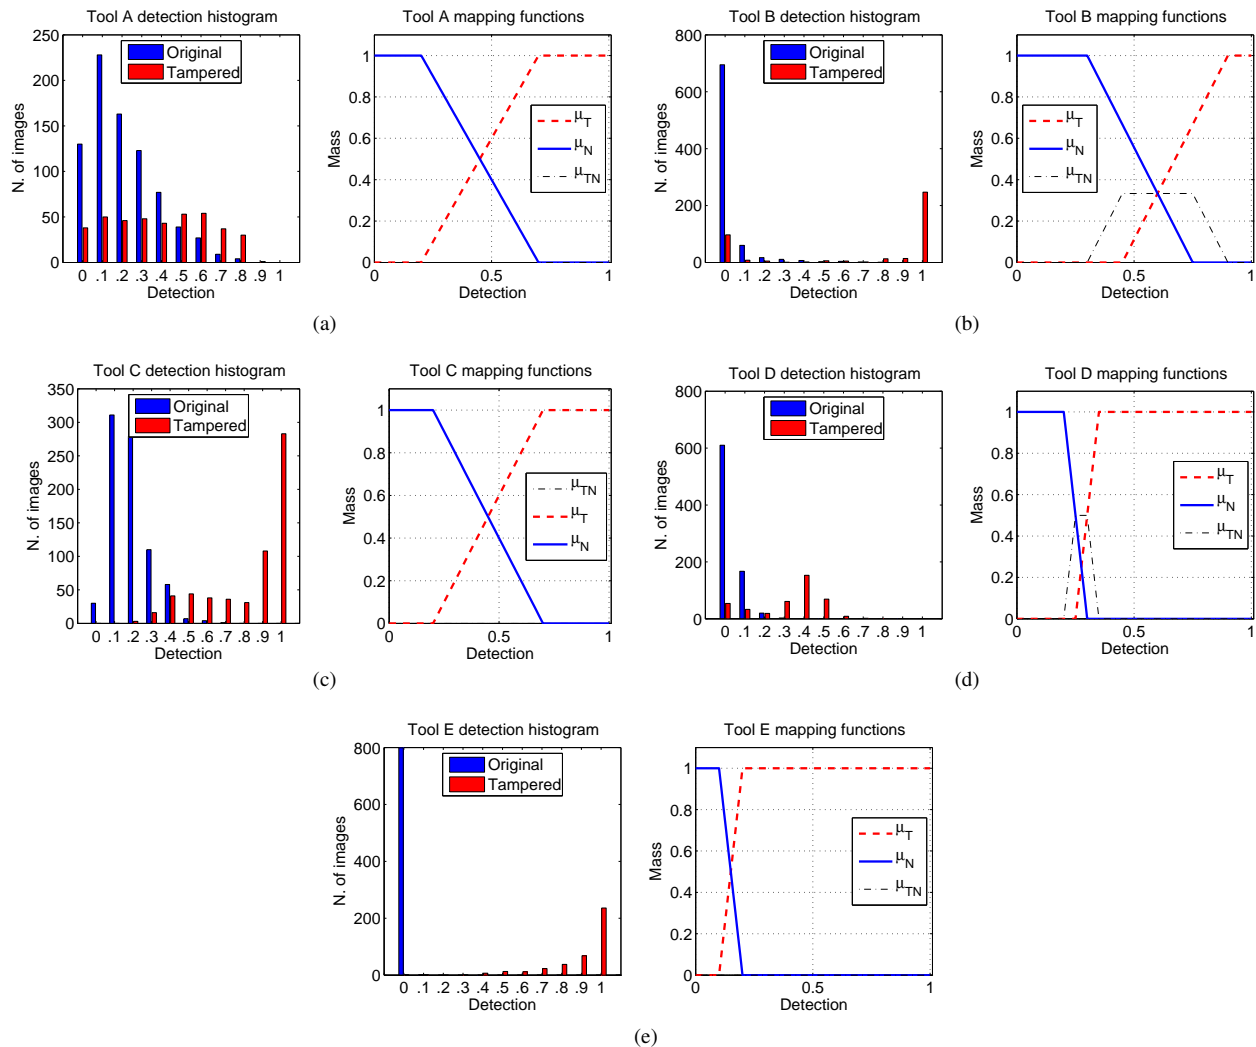 Tool A detection histogram
250
200
150
100
50
0
N. of images
Original
Tampered
0 .1 .2 .3 .4 .5 .6 .7 .8 .9 1
Detection
Tool A mapping functions
1
0.8
0.6
0.4
0.2
0
Mass
μT
μN
0 0.5 1
Detection
(a)
Tool B detection histogram
800
600
400
200
0
N. of images
Original
Tampered
0 .1 .2 .3 .4 .5 .6 .7 .8 .9 1
Detection
Tool B mapping functions
1
0.8
0.6
0.4
0.2
0
Mass
μT
μN
μTN
0 0.5 1
Detection
(b)
Tool C detection histogram
350
300
250
200
150
100
50
0
N. of images
Original
Tampered
0 .1 .2 .3 .4 .5 .6 .7 .8 .9 1
Detection
Tool C mapping functions
1
0.8
0.6
0.4
0.2
0
Mass
μTN
μT
μN
0 0.5 1
Detection
(c)
Tool D detection histogram
800
600
400
200
0
N. of images
Original
Tampered
0 .1 .2 .3 .4 .5 .6 .7 .8 .9 1
Detection
Tool D mapping functions
1
0.8
0.6
0.4
0.2
0
Mass
μT
μN
μTN
0 0.5 1
Detection
(d)
Tool E detection histogram
800
600
400
200
0
N. of images
Original
Tampered
0 .1 .2 .3 .4 .5 .6 .7 .8 .9 1
Detection
Tool E mapping functions
1
0.8
0.6
0.4
0.2
0
Mass
μT
μN
μTN
0 0.5 1
Detection
(e)